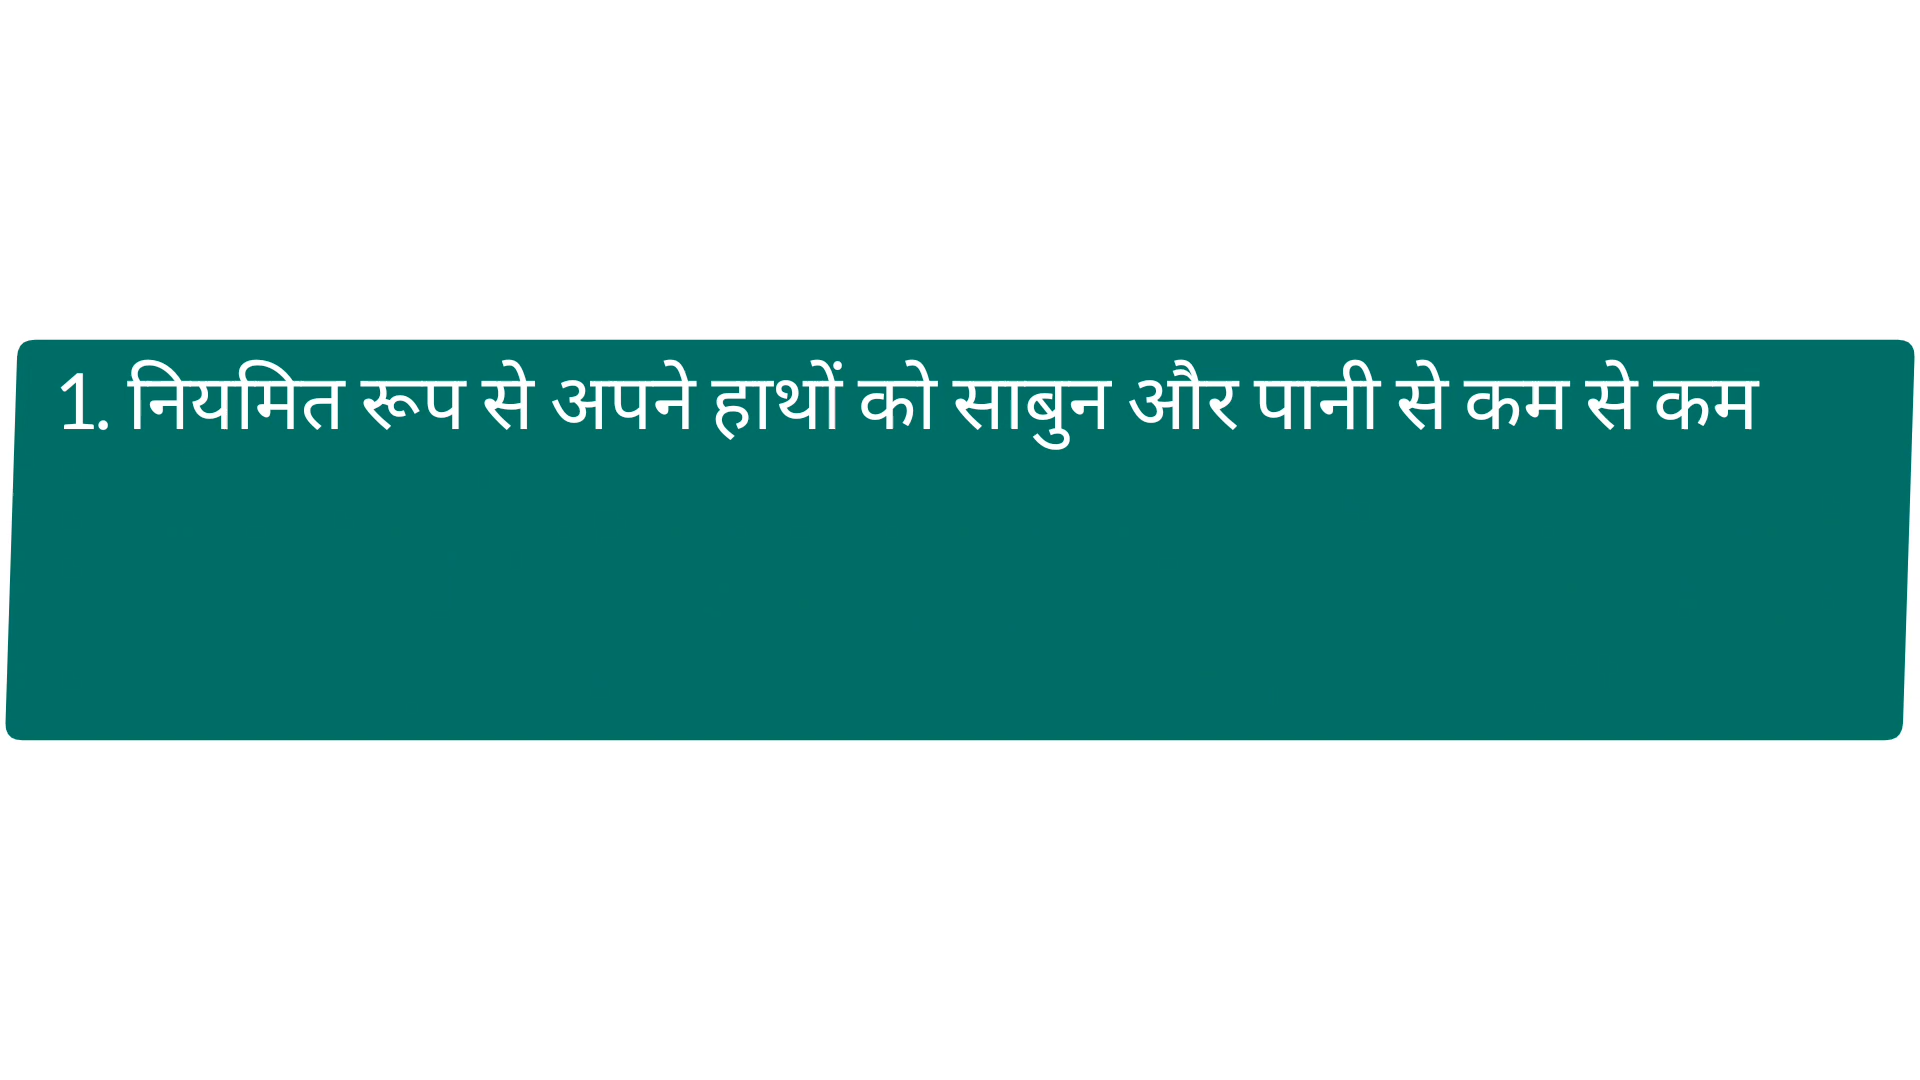 1. नियमित रूप से अपने हाथों को साबुन और पानी से कम से कम